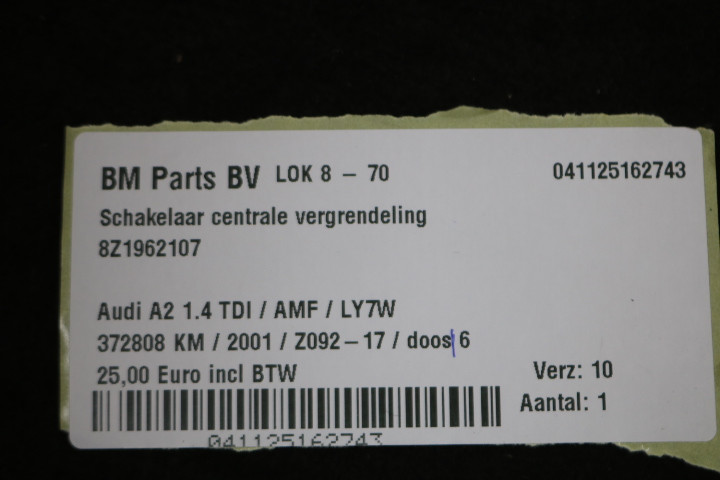 BM Parts BV LOK 8 - 70 041125162743
Schakelaar centrale vergrendeling
8Z1962107
Audi A2 1.4 TDI / AMF / LY7W
372808 KM / 2001 / Z092-17 / doos 6
25,00 Euro incl BTW Verz: 10
Aantal: 1
041125162743